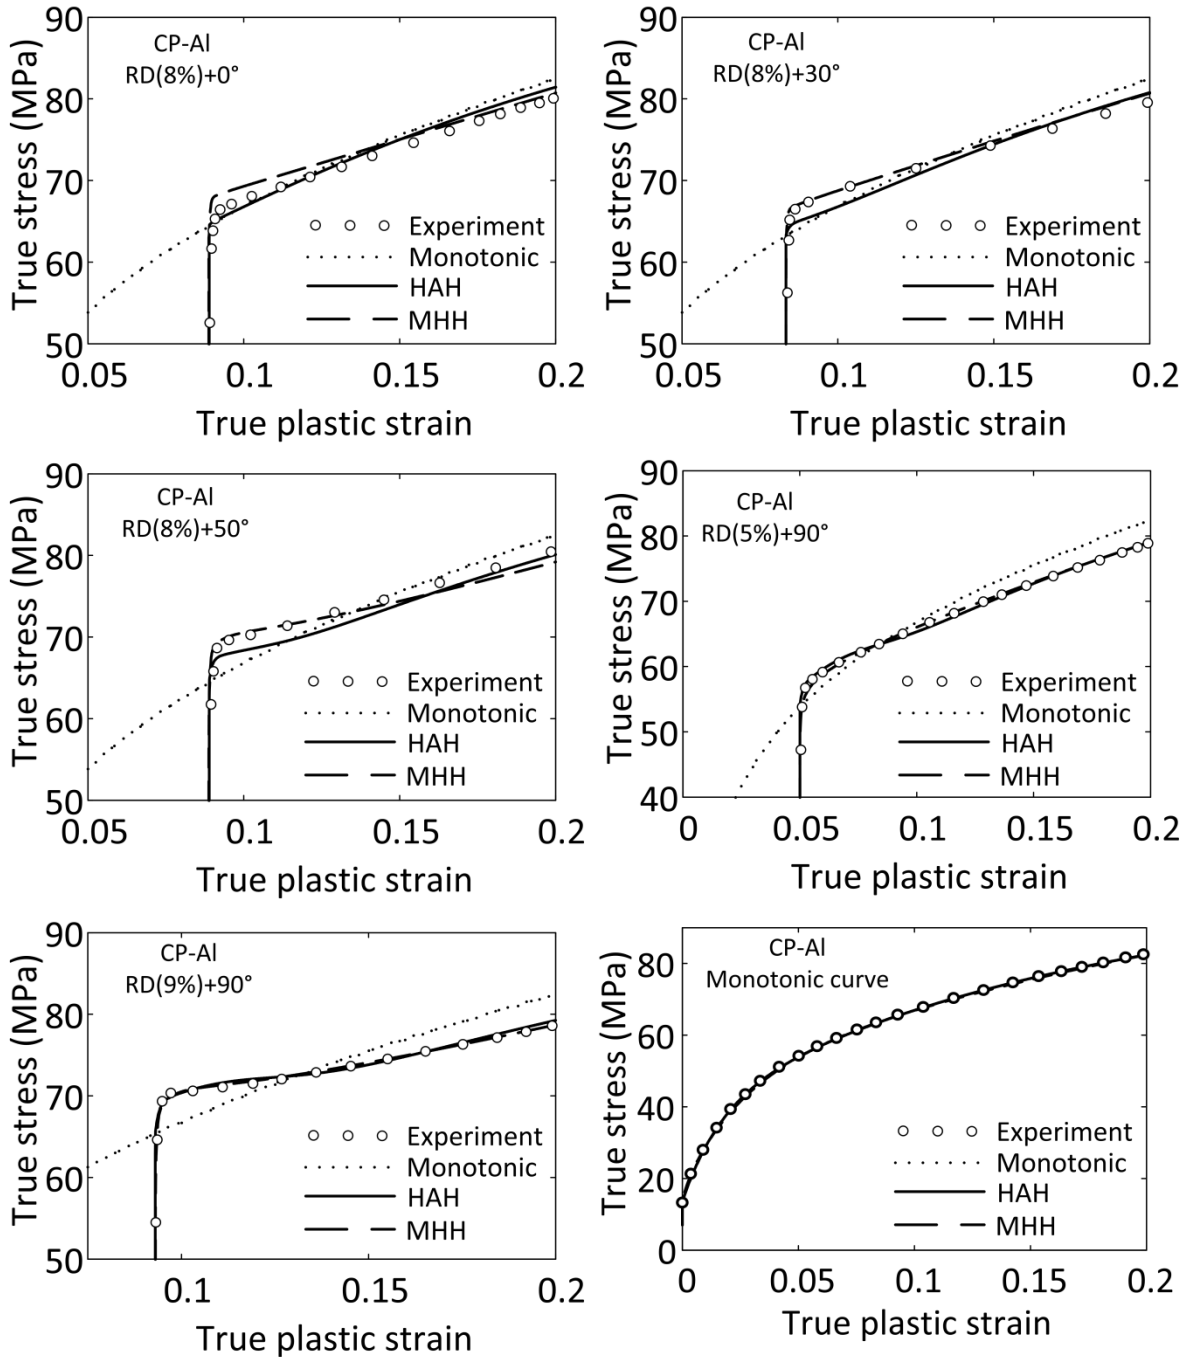 90
80
70
60
50
True stress (MPa)
CP-Al
RD(8%)+0°
Experiment
Monotonic
HAH
MHH
0.05
0.1
0.15
0.2
True plastic strain
90
80
70
60
50
True stress (MPa)
CP-Al
RD(8%)+30°
Experiment
Monotonic
HAH
MHH
0.05
0.1
0.15
0.2
True plastic strain
90
80
70
60
50
True stress (MPa)
CP-Al
RD(8%)+50°
Experiment
Monotonic
HAH
MHH
0.05
0.1
0.15
0.2
True plastic strain
90
80
70
60
50
40
True stress (MPa)
CP-Al
RD(5%)+90°
Experiment
Monotonic
HAH
MHH
0
0.05
0.1
0.15
0.2
True plastic strain
90
80
70
60
50
True stress (MPa)
CP-Al
RD(9%)+90°
Experiment
Monotonic
HAH
MHH
0.1
0.15
0.2
True plastic strain
80
60
40
20
0
True stress (MPa)
CP-Al
Monotonic curve
Experiment
Monotonic
HAH
MHH
0
0.05
0.1
0.15
0.2
True plastic strain